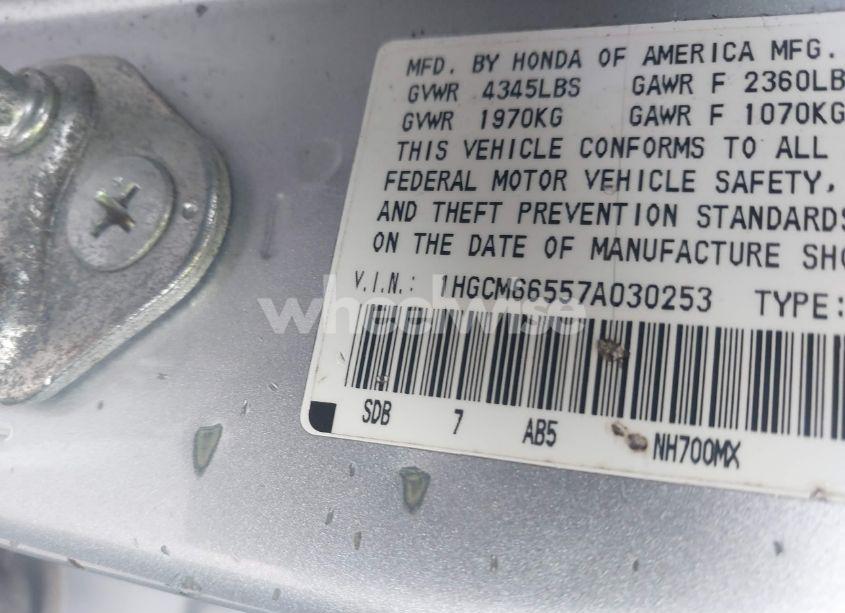 MFD. BY HONDA OF AMERICA MFG.
GVWR 4345LBS GAWR F 2360LB
GVWR 1970KG GAWR F 1070KG
THIS VEHICLE CONFORMS TO ALL
FEDERAL MOTOR VEHICLE SAFETY,
AND THEFT PREVENTION STANDARDS
ON THE DATE OF MANUFACTURE SHO
V.I.N.: 1HGCM66557A030253 TYPE:
wheelwise
SDB 7 AB5 NH700MX